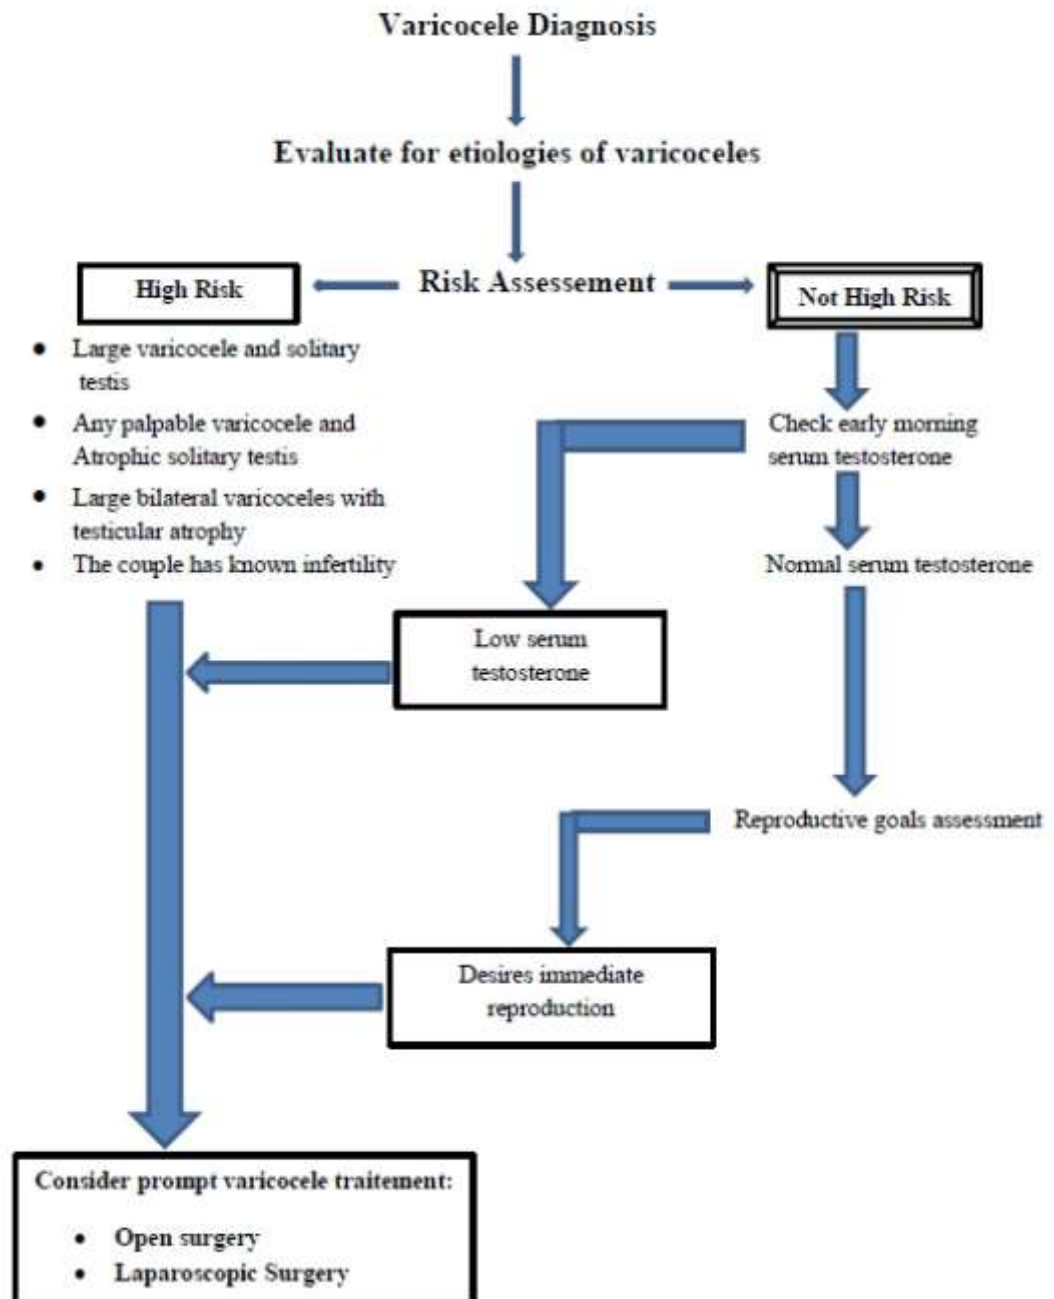 Varicocele Diagnosis
Evaluate for etiologies of varicoceles
Risk Assessement
High Risk
Not High Risk
• Large varicocele and solitary
testis
• Any palpable varicocele and
Atrophic solitary testis
• Large bilateral varicoceles with
testicular atrophy
• The couple has known infertility
Check early morning
serum testosterone
Normal serum testosterone
Low serum
testosterone
Reproductive goals assessment
Desires immediate
reproduction
Consider prompt varicocele traitement:
• Open surgery
• Laparoscopic Surgery